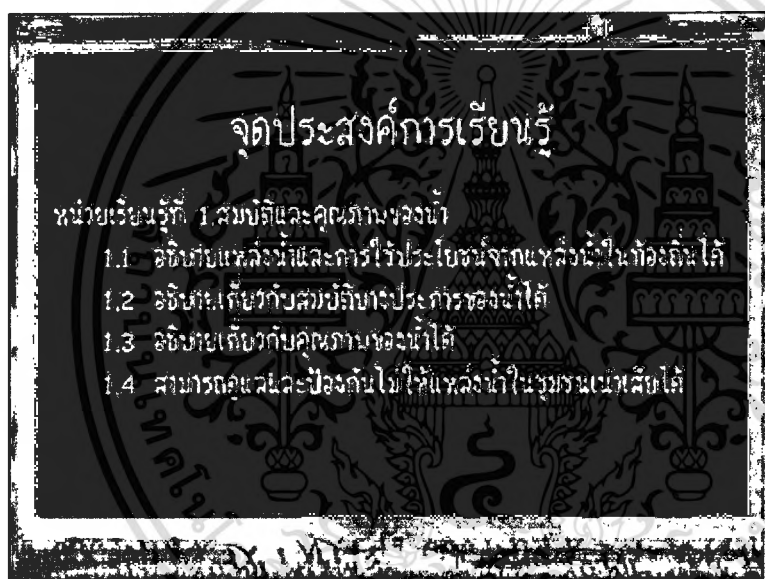 จุดประสงค์การเรียนรู้
หน่วยเรียนรู้ที่ 1.สมบัติและคุณภาพของน้ำ
1.1 อธิบายแหล่งน้ำและการใช้ประโยชน์จากแหล่งน้ำในท้องถิ่นได้
1.2 อธิบายเกี่ยวกับสมบัติบางประการของน้ำได้
1.3 อธิบายเกี่ยวกับคุณภาพของน้ำได้
1.4 สามารถดูแลและป้องกันไม่ให้แหล่งน้ำในชุมชนเน่าเสียได้